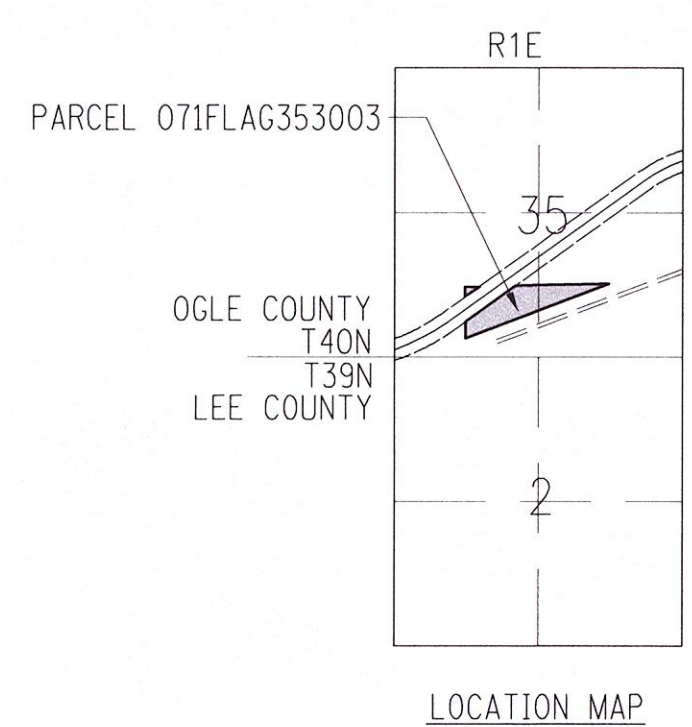 R1E
PARCEL 071FLAG353003
35
OGLE COUNTY
T40N
T39N
LEE COUNTY
2
LOCATION MAP